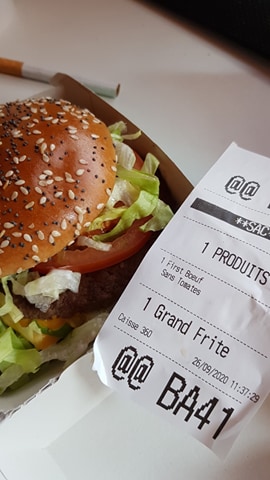 @@
**SAC
1 PRODUITS
1 First Boeuf
Sans Tomates
1 Grand Frite
Caisse 360
26/09/2020 11:37:29
@@ BA41